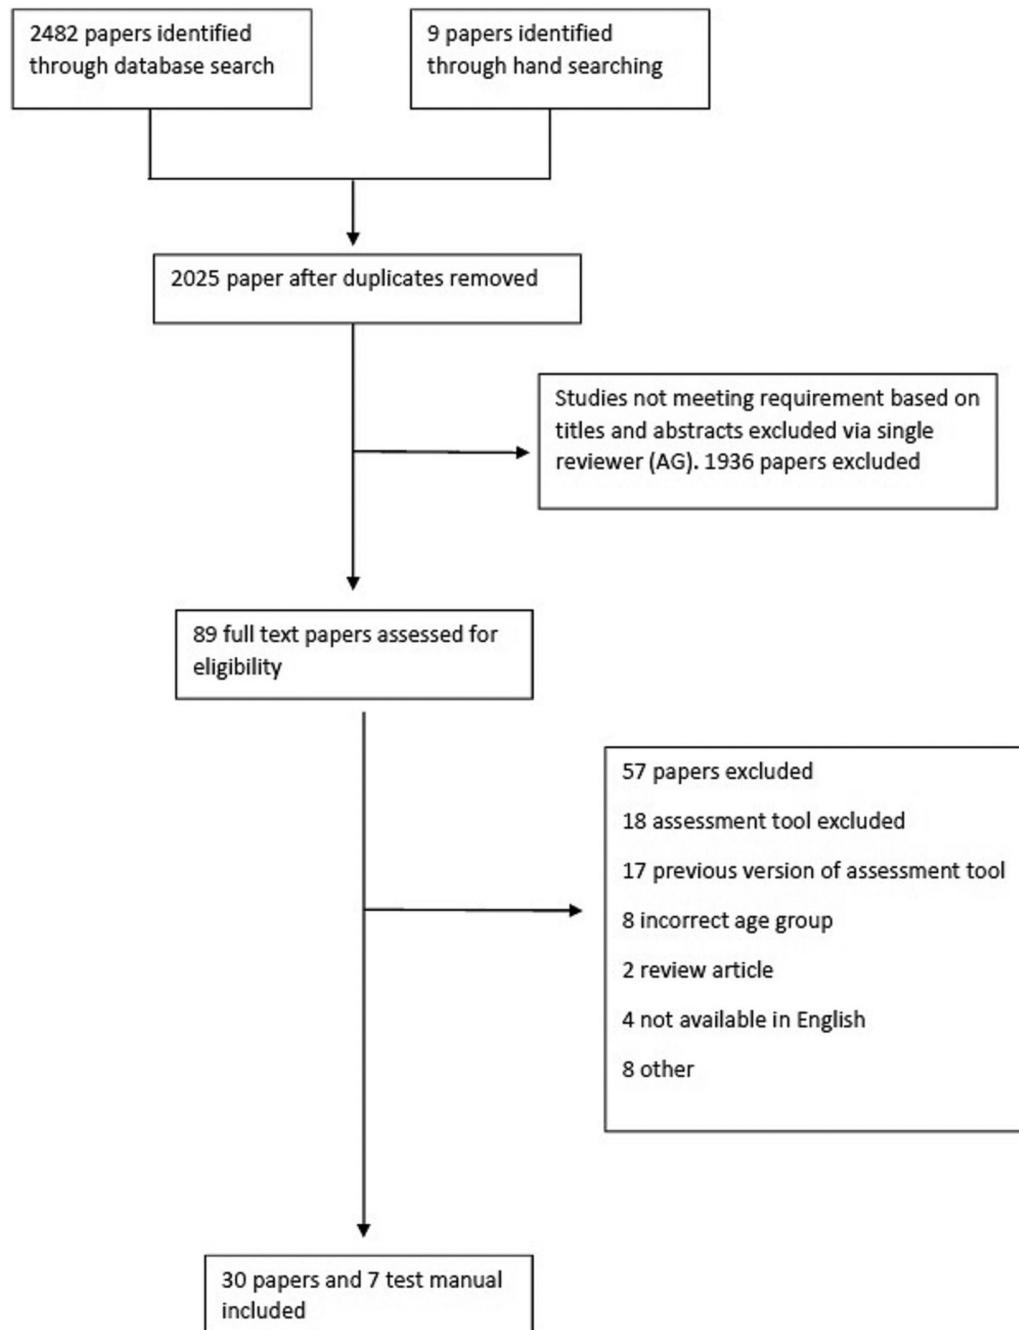 2482 papers identified
through database search
9 papers identified
through hand searching
2025 paper after duplicates removed
Studies not meeting requirement based on
titles and abstracts excluded via single
reviewer (AG). 1936 papers excluded
89 full text papers assessed for
eligibility
57 papers excluded
18 assessment tool excluded
17 previous version of assessment tool
8 incorrect age group
2 review article
4 not available in English
8 other
30 papers and 7 test manual
included